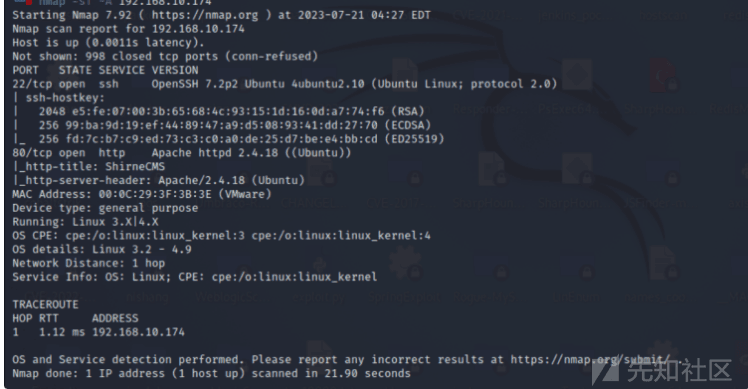 nmap -sT -A 192.168.10.174
Starting Nmap 7.92 ( https://nmap.org ) at 2023-07-21 04:27 EDT
Nmap scan report for 192.168.10.174
Host is up (0.0011s latency).
Not shown: 998 closed tcp ports (conn-refused)
PORT   STATE SERVICE VERSION
22/tcp open  ssh     OpenSSH 7.2p2 Ubuntu 4ubuntu2.10 (Ubuntu Linux; protocol 2.0)
| ssh-hostkey:
|   2048 e5:fe:07:00:3b:65:68:4c:93:15:1d:16:0d:a7:74:f6 (RSA)
|   256 99:ba:9d:19:ef:44:89:47:a9:d5:08:93:41:dd:27:70 (ECDSA)
|_  256 fd:7c:b7:c9:ed:73:c3:c0:a0:de:25:d7:be:e4:bb:cd (ED25519)
80/tcp open  http    Apache httpd 2.4.18 ((Ubuntu))
|_http-title: ShirneCMS
|_http-server-header: Apache/2.4.18 (Ubuntu)
MAC Address: 00:0C:29:3F:3B:3E (VMware)
Device type: general purpose
Running: Linux 3.X|4.X
OS CPE: cpe:/o:linux:linux_kernel:3 cpe:/o:linux:linux_kernel:4
OS details: Linux 3.2 - 4.9
Network Distance: 1 hop
Service Info: OS: Linux; CPE: cpe:/o:linux:linux_kernel
TRACEROUTE
HOP RTT     ADDRESS
1   1.12 ms 192.168.10.174
OS and Service detection performed. Please report any incorrect results at https://nmap.org/submit/ .
Nmap done: 1 IP address (1 host up) scanned in 21.90 seconds
先知社区